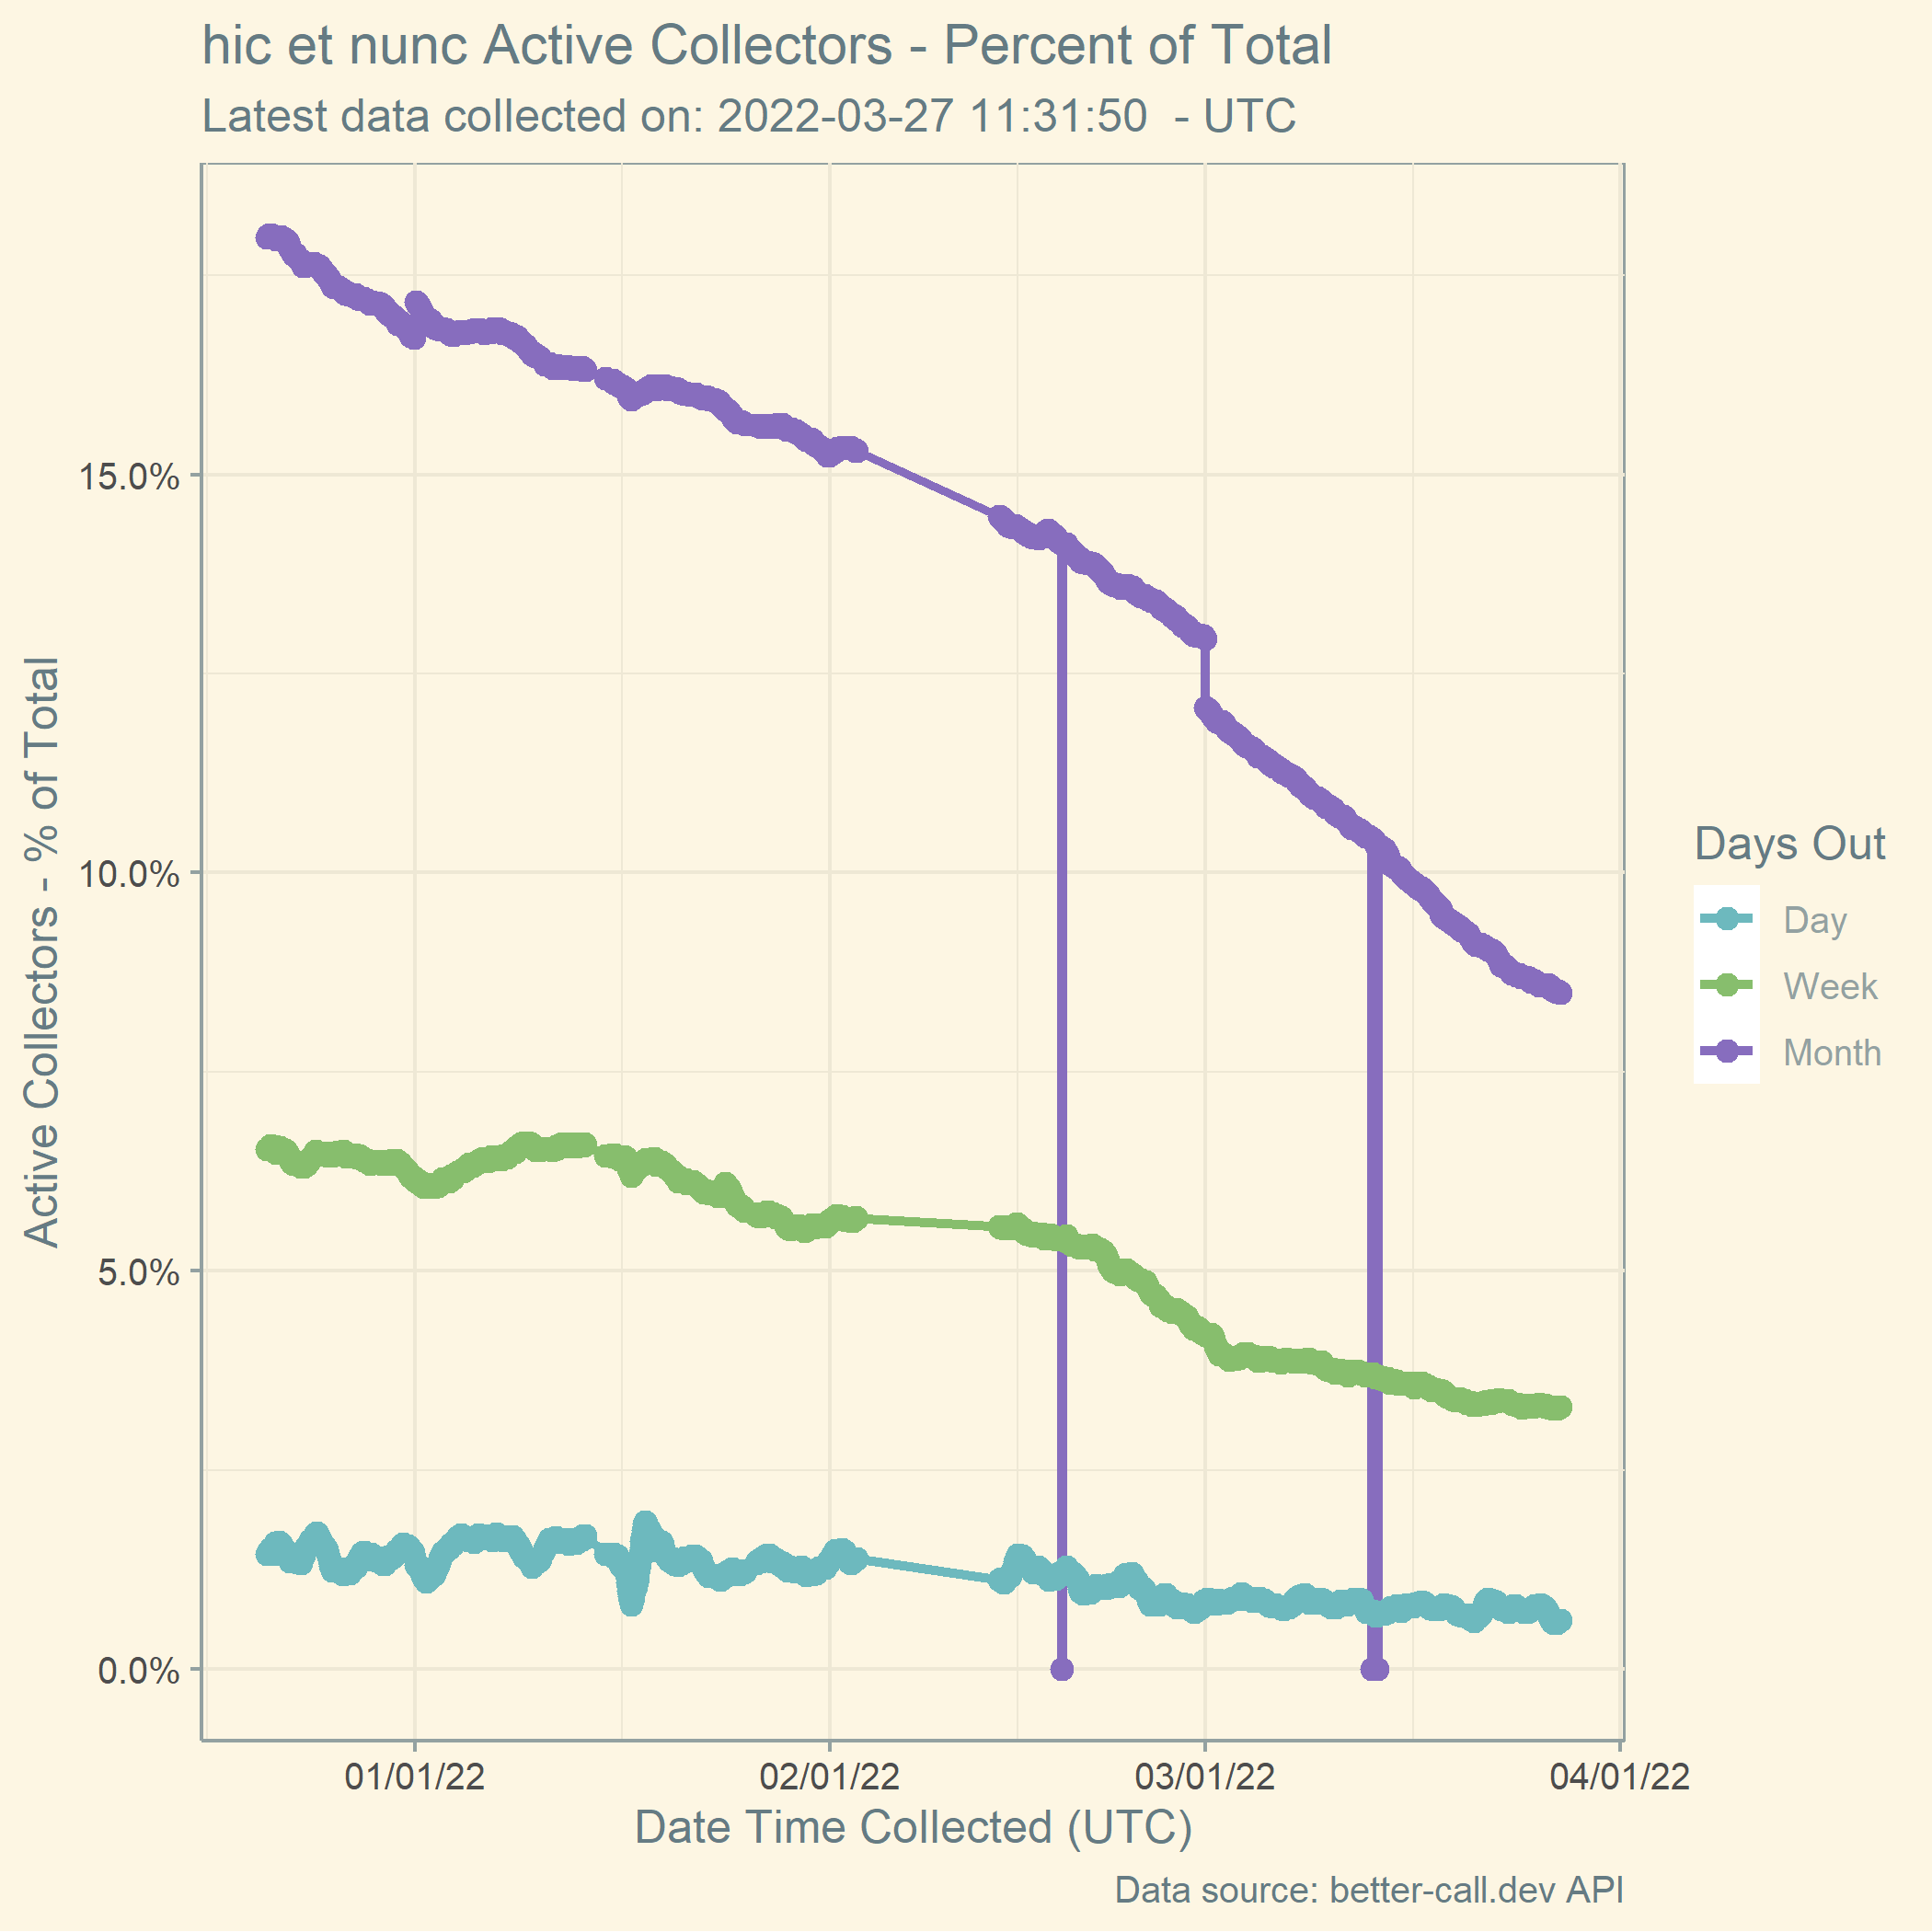 hic et nunc Active Collectors - Percent of Total
Latest data collected on: 2022-03-27 11:31:50  - UTC
Active Collectors - % of Total
15.0%
10.0%
5.0%
0.0%
01/01/22
02/01/22
03/01/22
04/01/22
Date Time Collected (UTC)
Days Out
Day
Week
Month
Data source: better-call.dev API